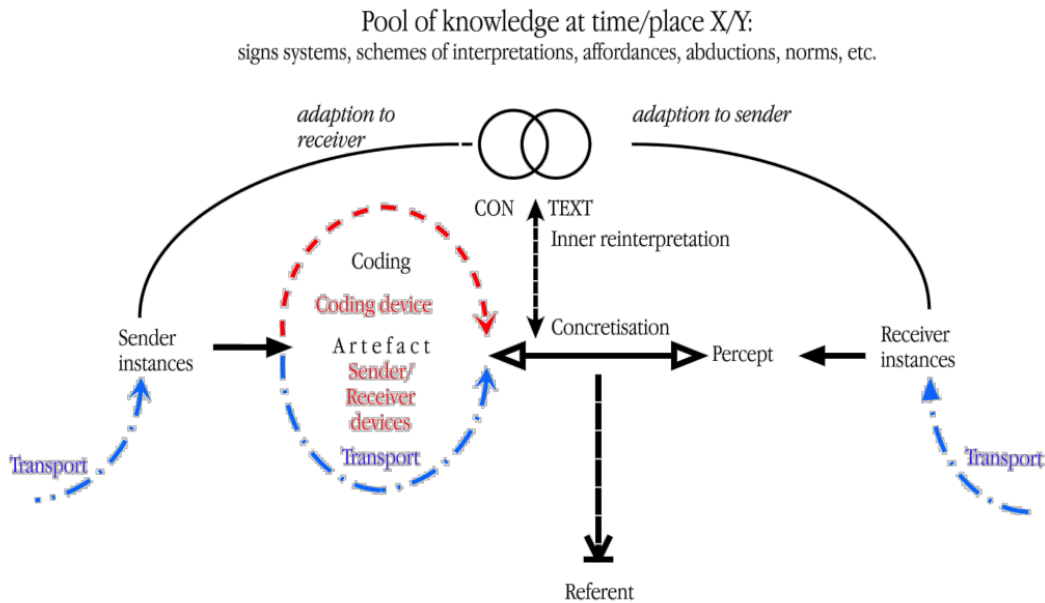 Pool of knowledge at time/place X/Y:
signs systems, schemes of interpretations, affordances, abductions, norms, etc.
adaption to
receiver
adaption to sender
CON TEXT
Inner reinterpretation
Coding
Coding device
Concretisation
Sender
instances
Artefact
Percept
Receiver
instances
Sender/
Receiver
devices
Transport
Transport
Transport
Referent